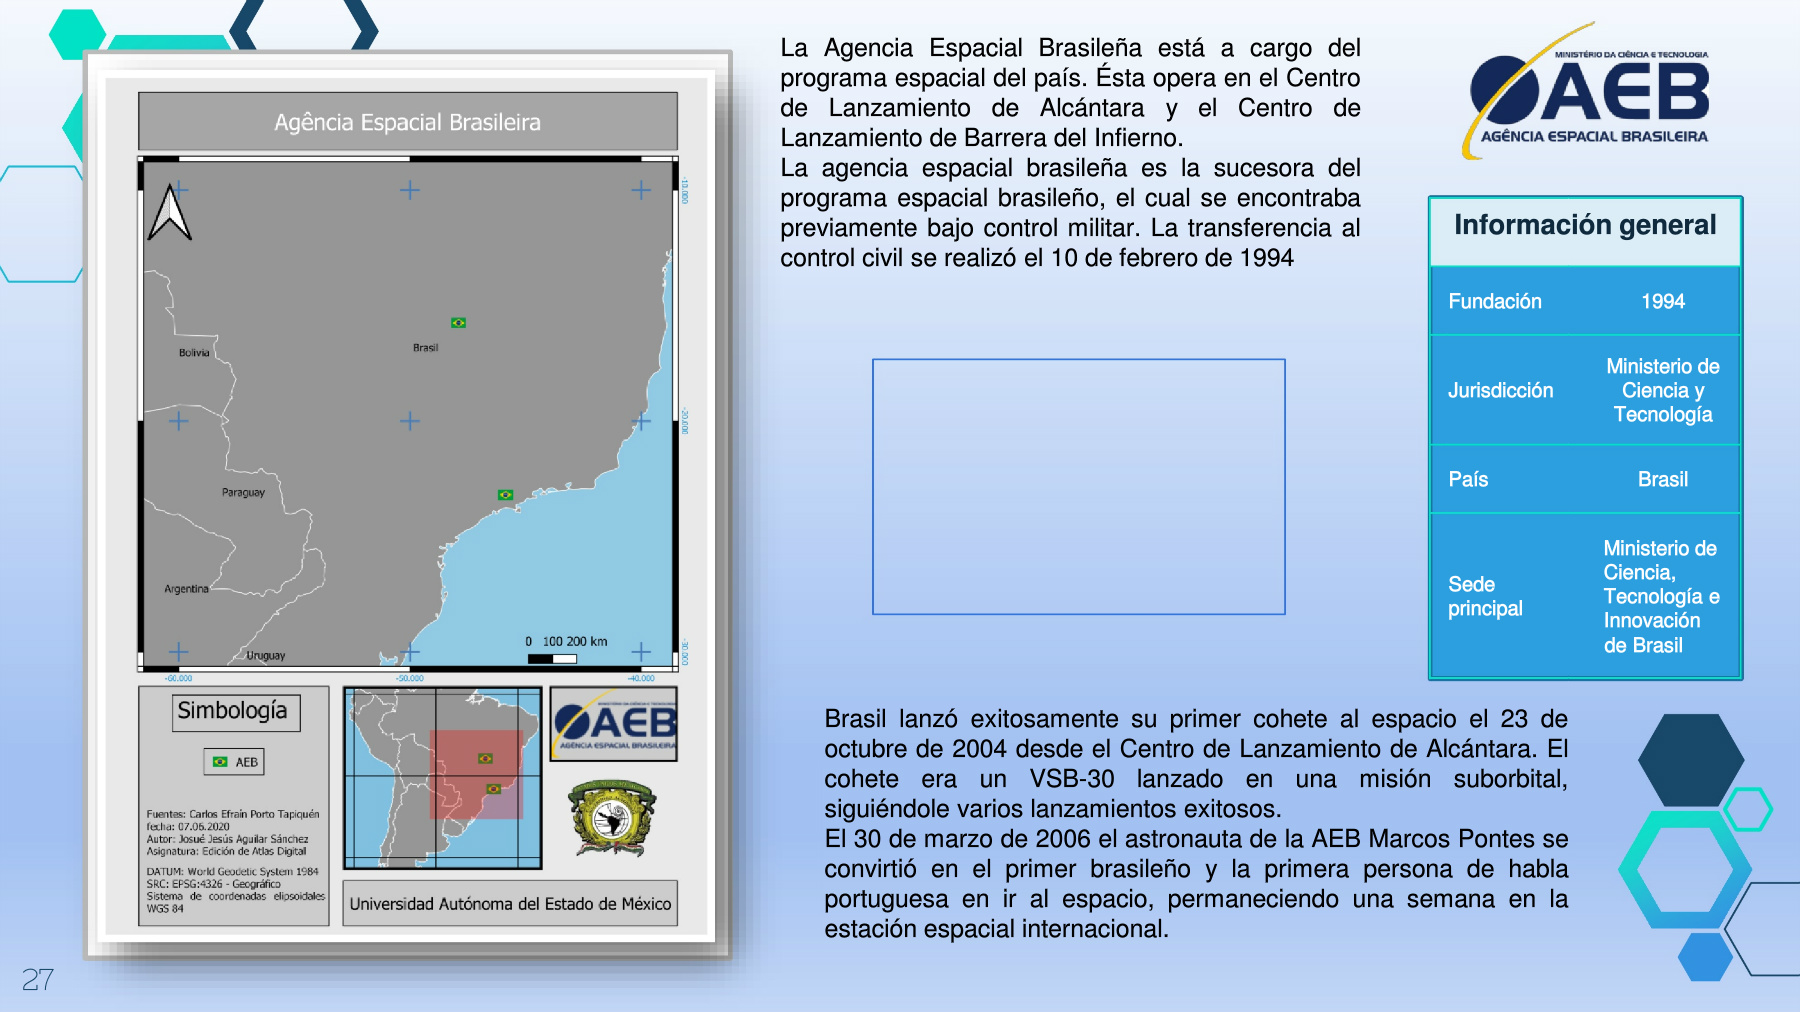 Agência Espacial Brasileira
-10.000
Bolivia
Brasil
-20.000
Paraguay
Argentina
Uruguay
0 100 200 km
-30.000
-60.000
-50.000
-40.000
Simbología
AEB
Fuentes: Carlos Efraín Porto Tapiquén
fecha: 07.06.2020
Autor: Josué Jesús Aguilar Sánchez
Asignatura: Edición de Atlas Digital
DATUM: World Geodetic System 1984
SRC: EPSG:4326 - Geográfico
Sistema de coordenadas elipsoidales
WGS 84
MINISTÉRIO DA CIÊNCIA E TECNOLOGIA
AEB
AGÊNCIA ESPACIAL BRASILEIRA
Universidad Autónoma del Estado de México
27
La Agencia Espacial Brasileña está a cargo del
programa espacial del país. Ésta opera en el Centro
de Lanzamiento de Alcántara y el Centro de
Lanzamiento de Barrera del Infierno.
La agencia espacial brasileña es la sucesora del
programa espacial brasileño, el cual se encontraba
previamente bajo control militar. La transferencia al
control civil se realizó el 10 de febrero de 1994
MINISTÉRIO DA CIÊNCIA E TECNOLOGIA
AEB
AGÊNCIA ESPACIAL BRASILEIRA
Información general
Fundación 1994
Jurisdicción
Ministerio de
Ciencia y
Tecnología
País Brasil
Sede
principal
Ministerio de
Ciencia,
Tecnología e
Innovación
de Brasil
Brasil lanzó exitosamente su primer cohete al espacio el 23 de
octubre de 2004 desde el Centro de Lanzamiento de Alcántara. El
cohete era un VSB-30 lanzado en una misión suborbital,
siguiéndole varios lanzamientos exitosos.
El 30 de marzo de 2006 el astronauta de la AEB Marcos Pontes se
convirtió en el primer brasileño y la primera persona de habla
portuguesa en ir al espacio, permaneciendo una semana en la
estación espacial internacional.